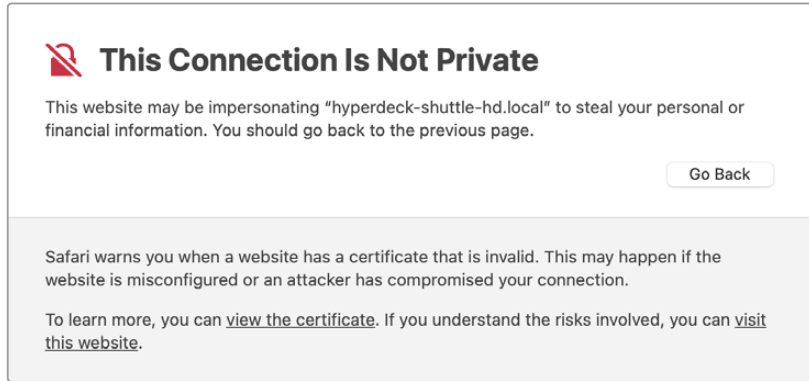 This Connection Is Not Private
This website may be impersonating “hyperdeck-shuttle-hd.local” to steal your personal or
financial information. You should go back to the previous page.
Go Back
Safari warns you when a website has a certificate that is invalid. This may happen if the
website is misconfigured or an attacker has compromised your connection.
To learn more, you can view the certificate. If you understand the risks involved, you can visit
this website.